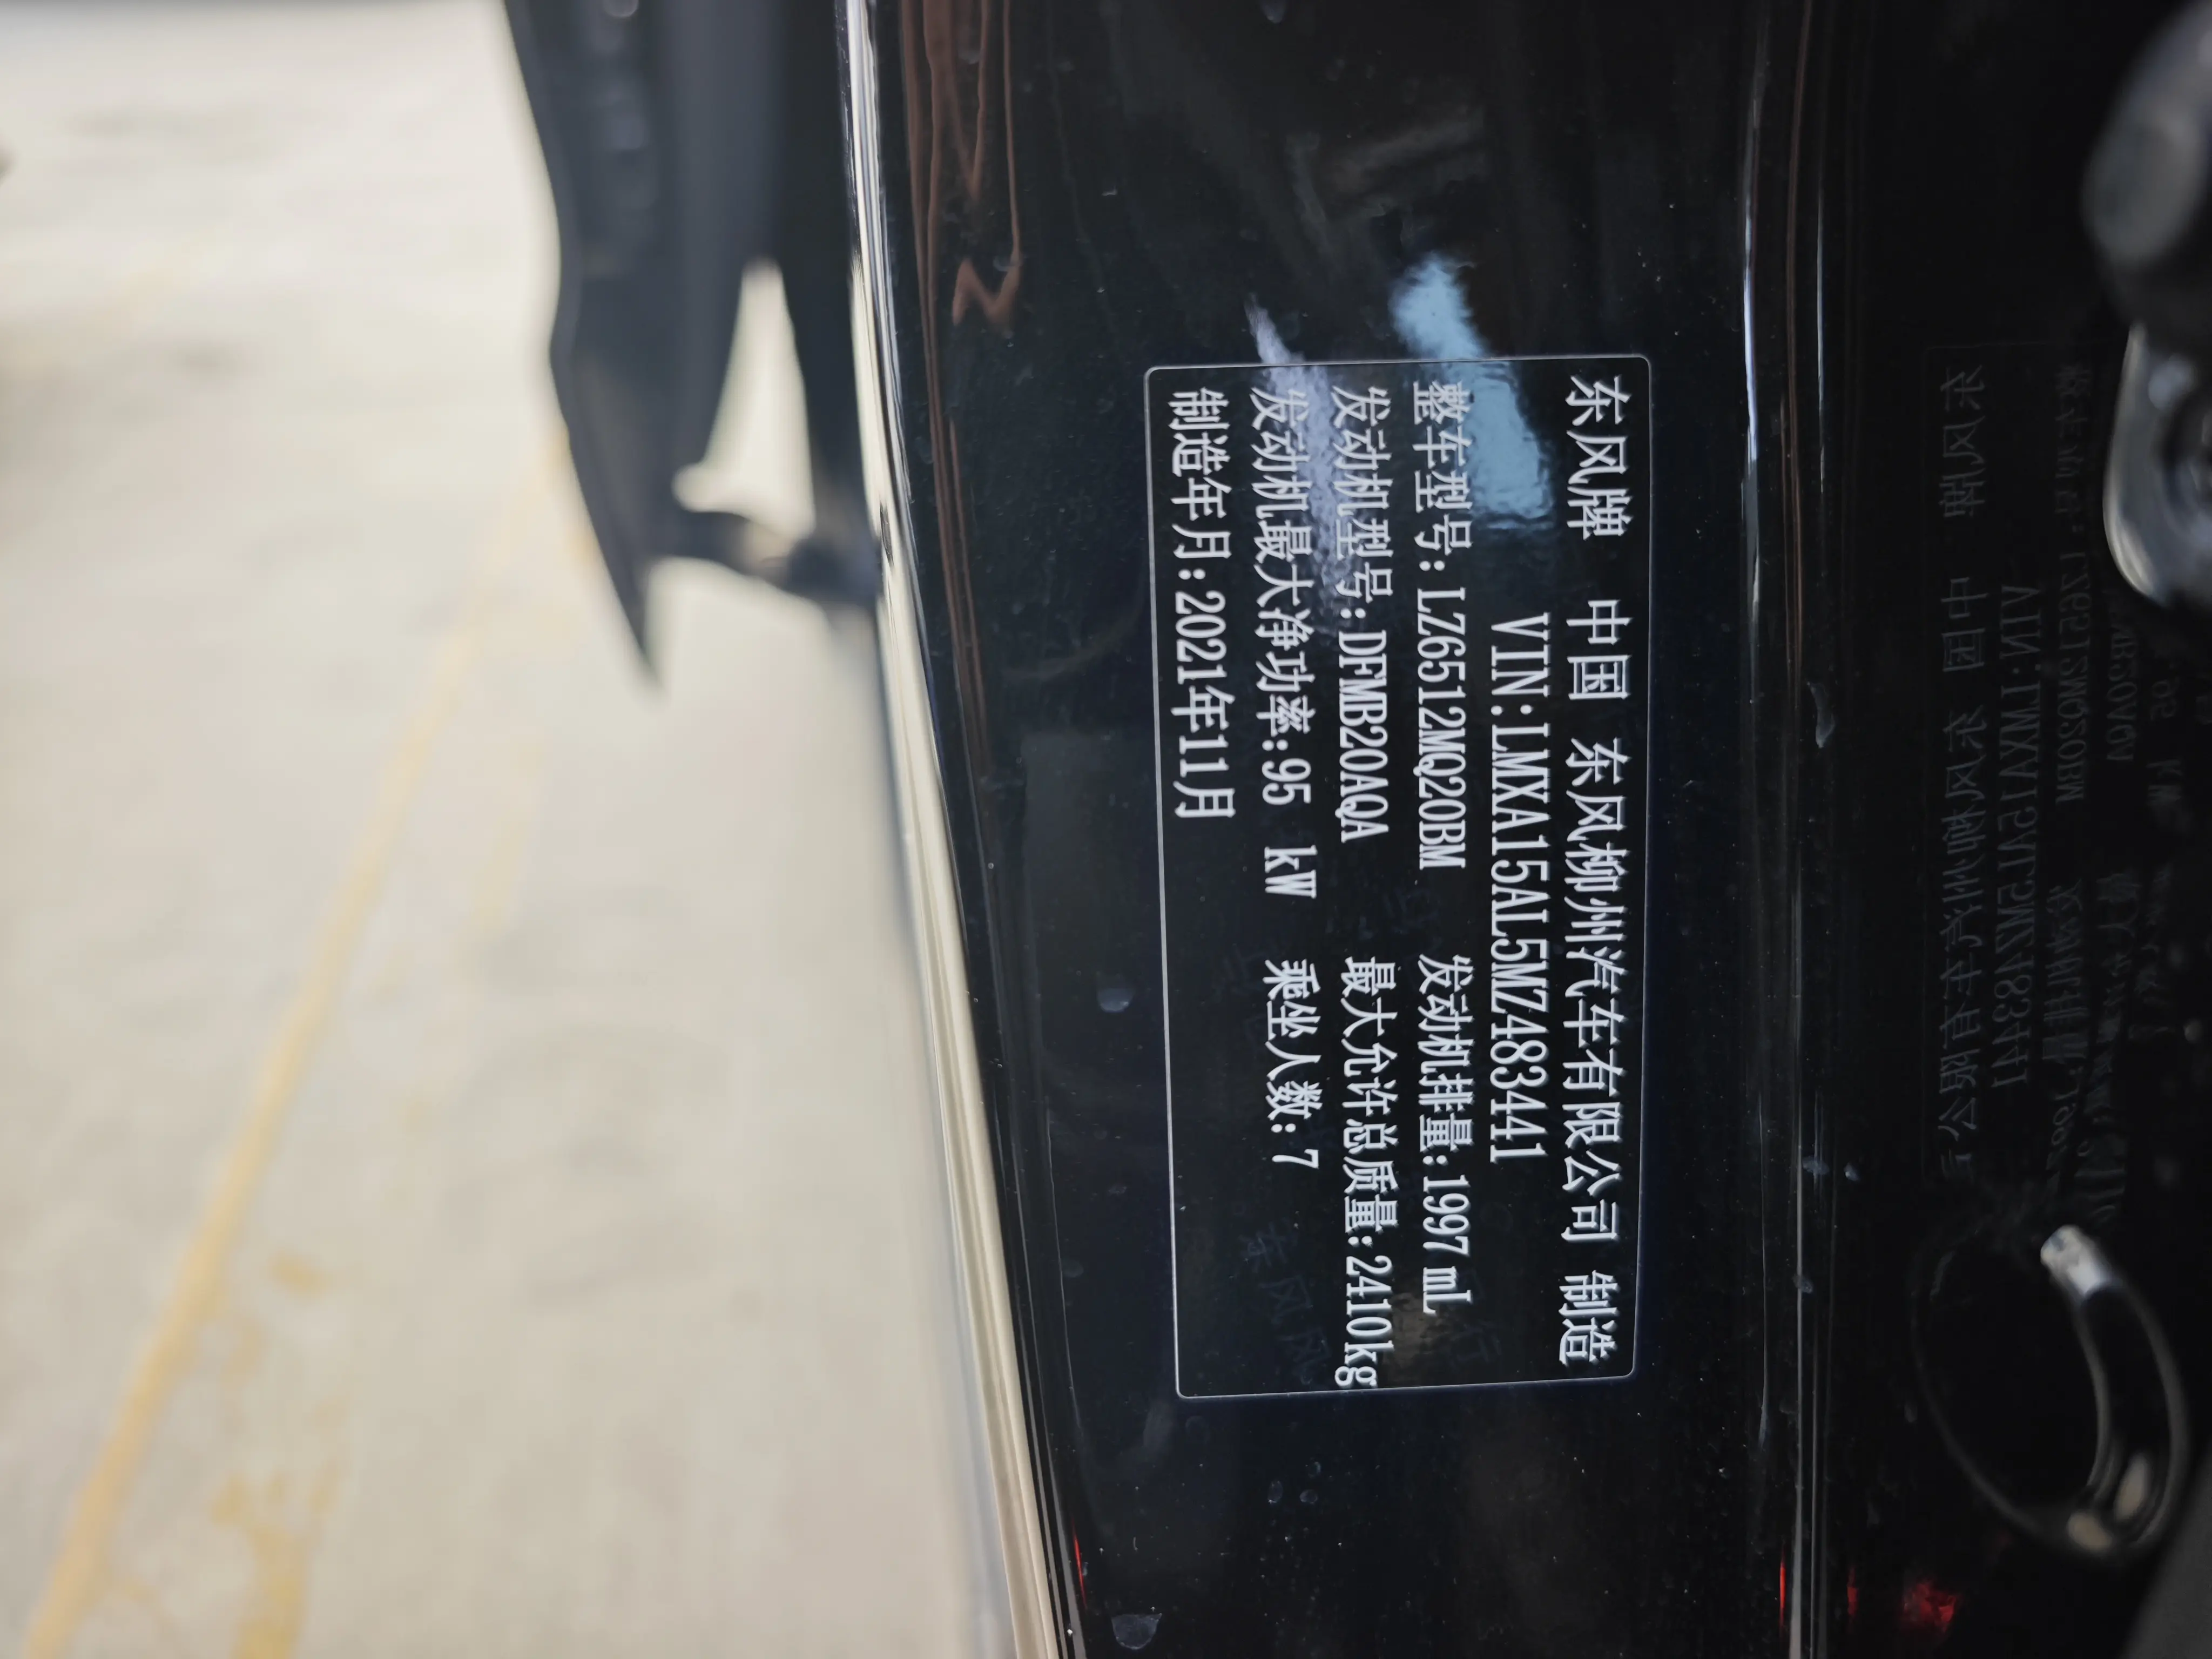 东风牌 中国 东风柳州汽车有限公司 制造
VIN:LMXA15AL5MZ483441
整车型号:LZ6512MQ20BM 发动机排量:1997 mL
发动机型号:DFMB20AQA 最大允许总质量:2410kg
发动机最大净功率:95 kW 乘坐人数:7
制造年月:2021年11月